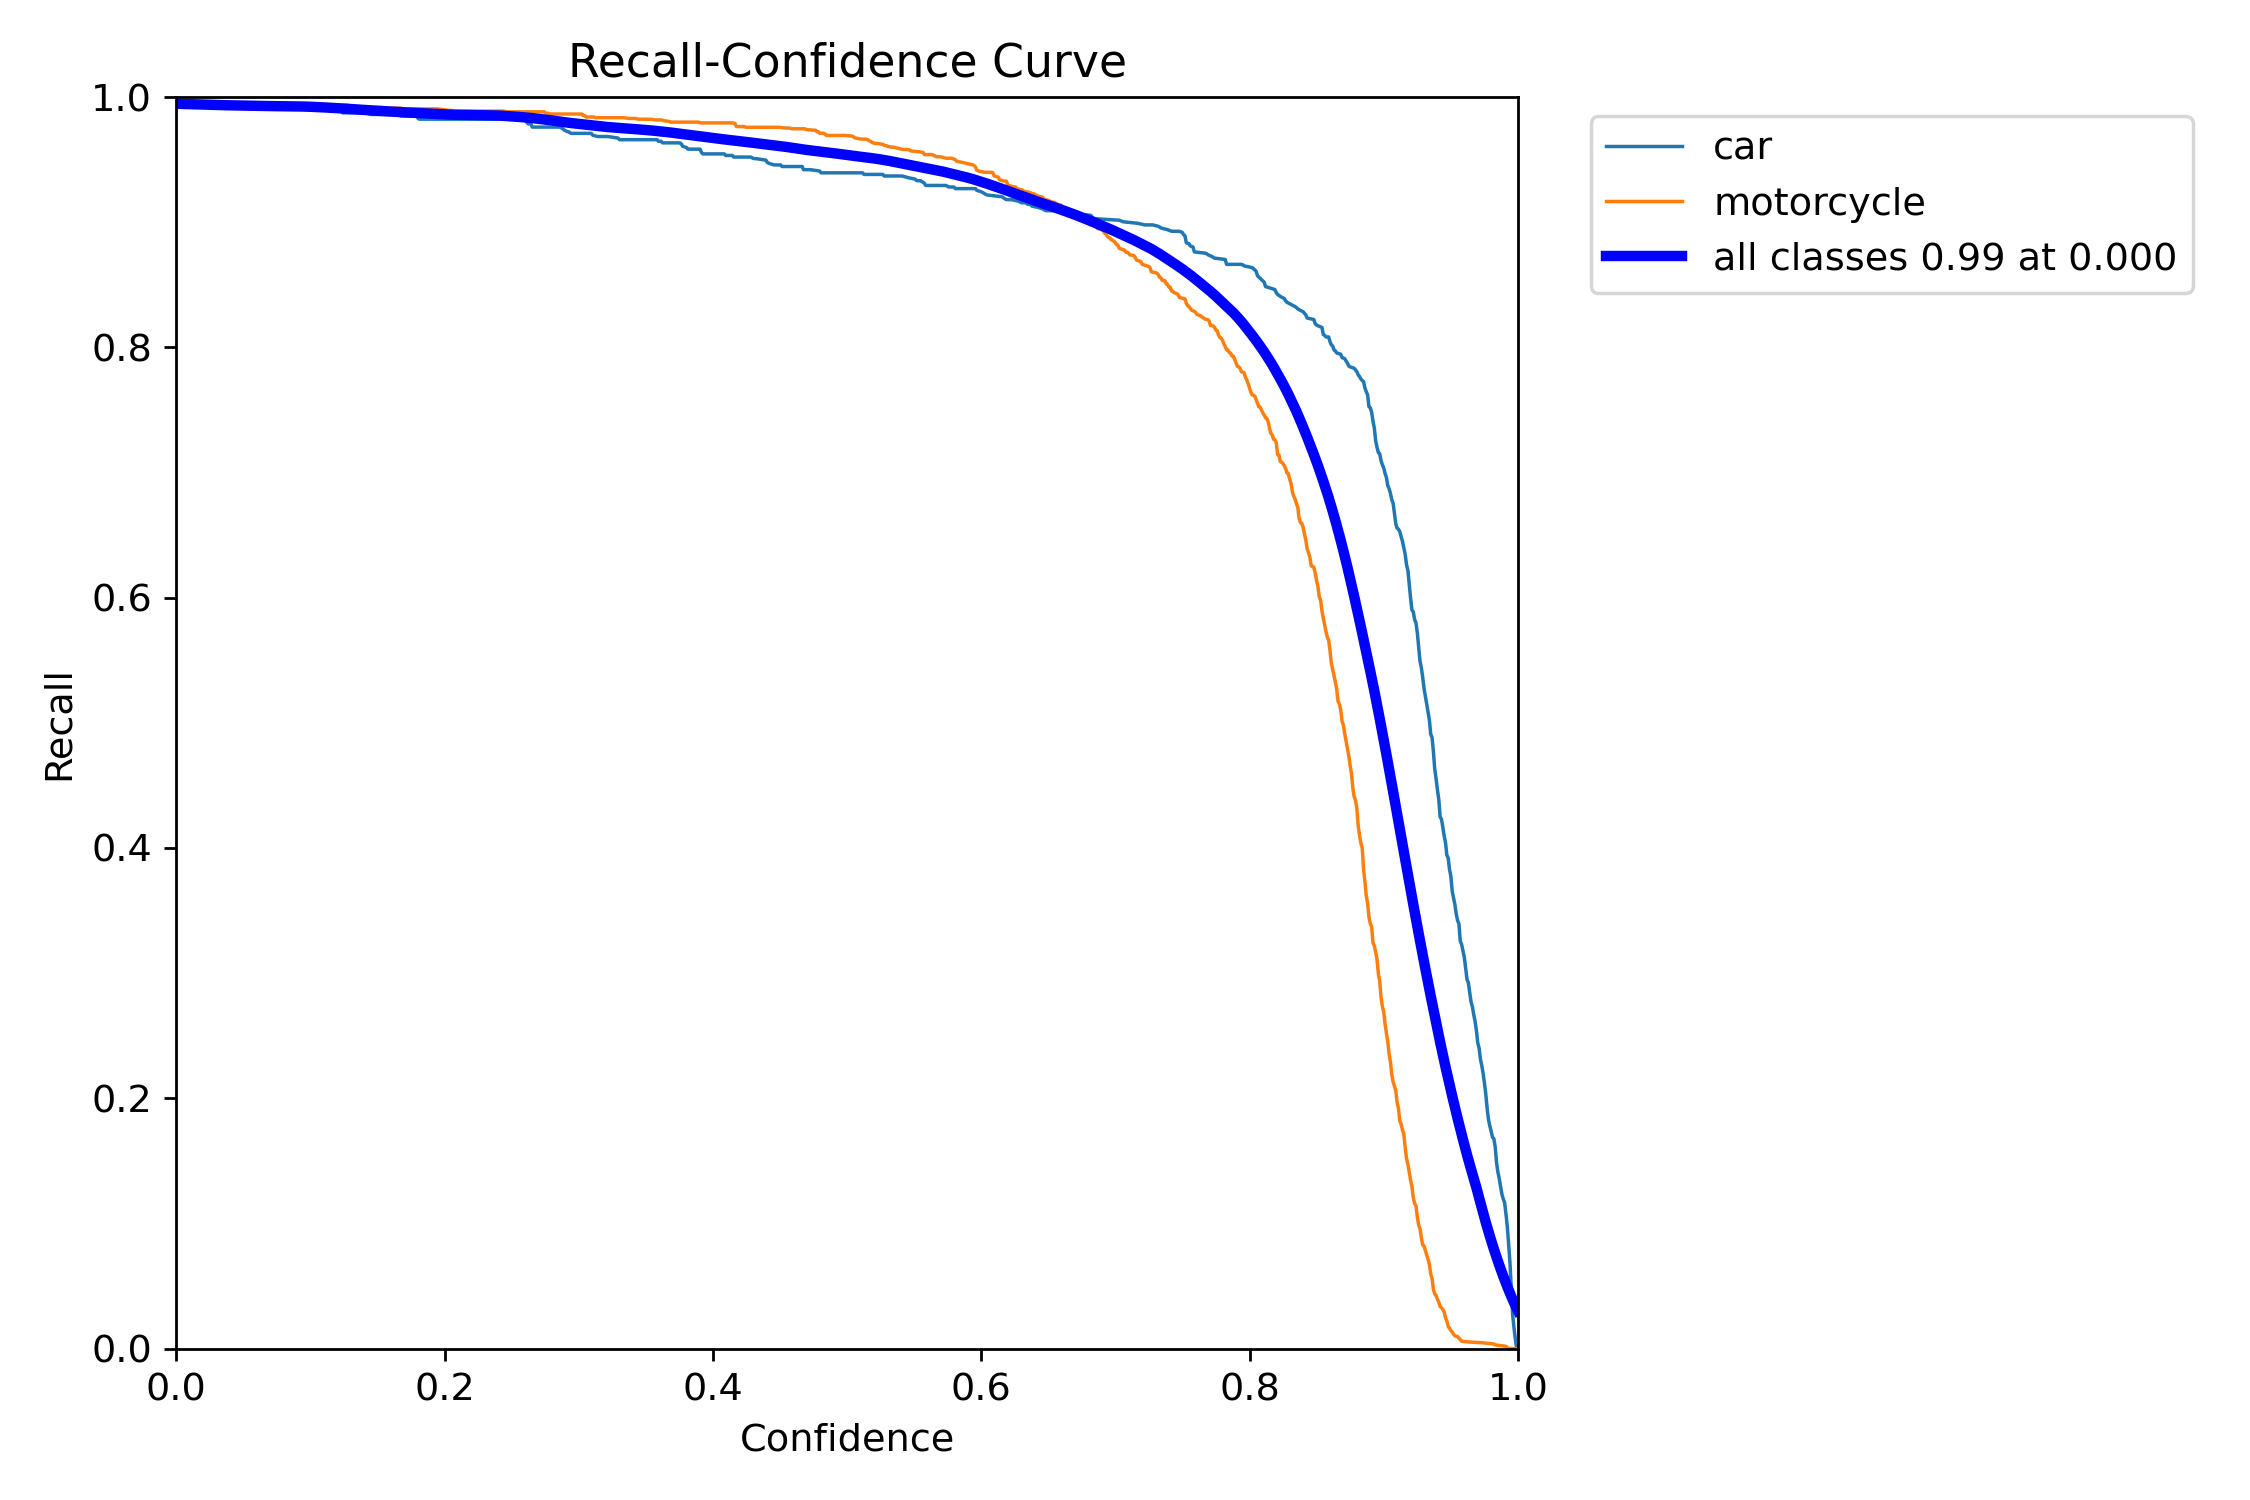 Recall-Confidence Curve
1.0
0.8
0.6
0.4
0.2
0.0
Recall
0.0 0.2 0.4 0.6 0.8 1.0
Confidence
car
motorcycle
all classes 0.99 at 0.000